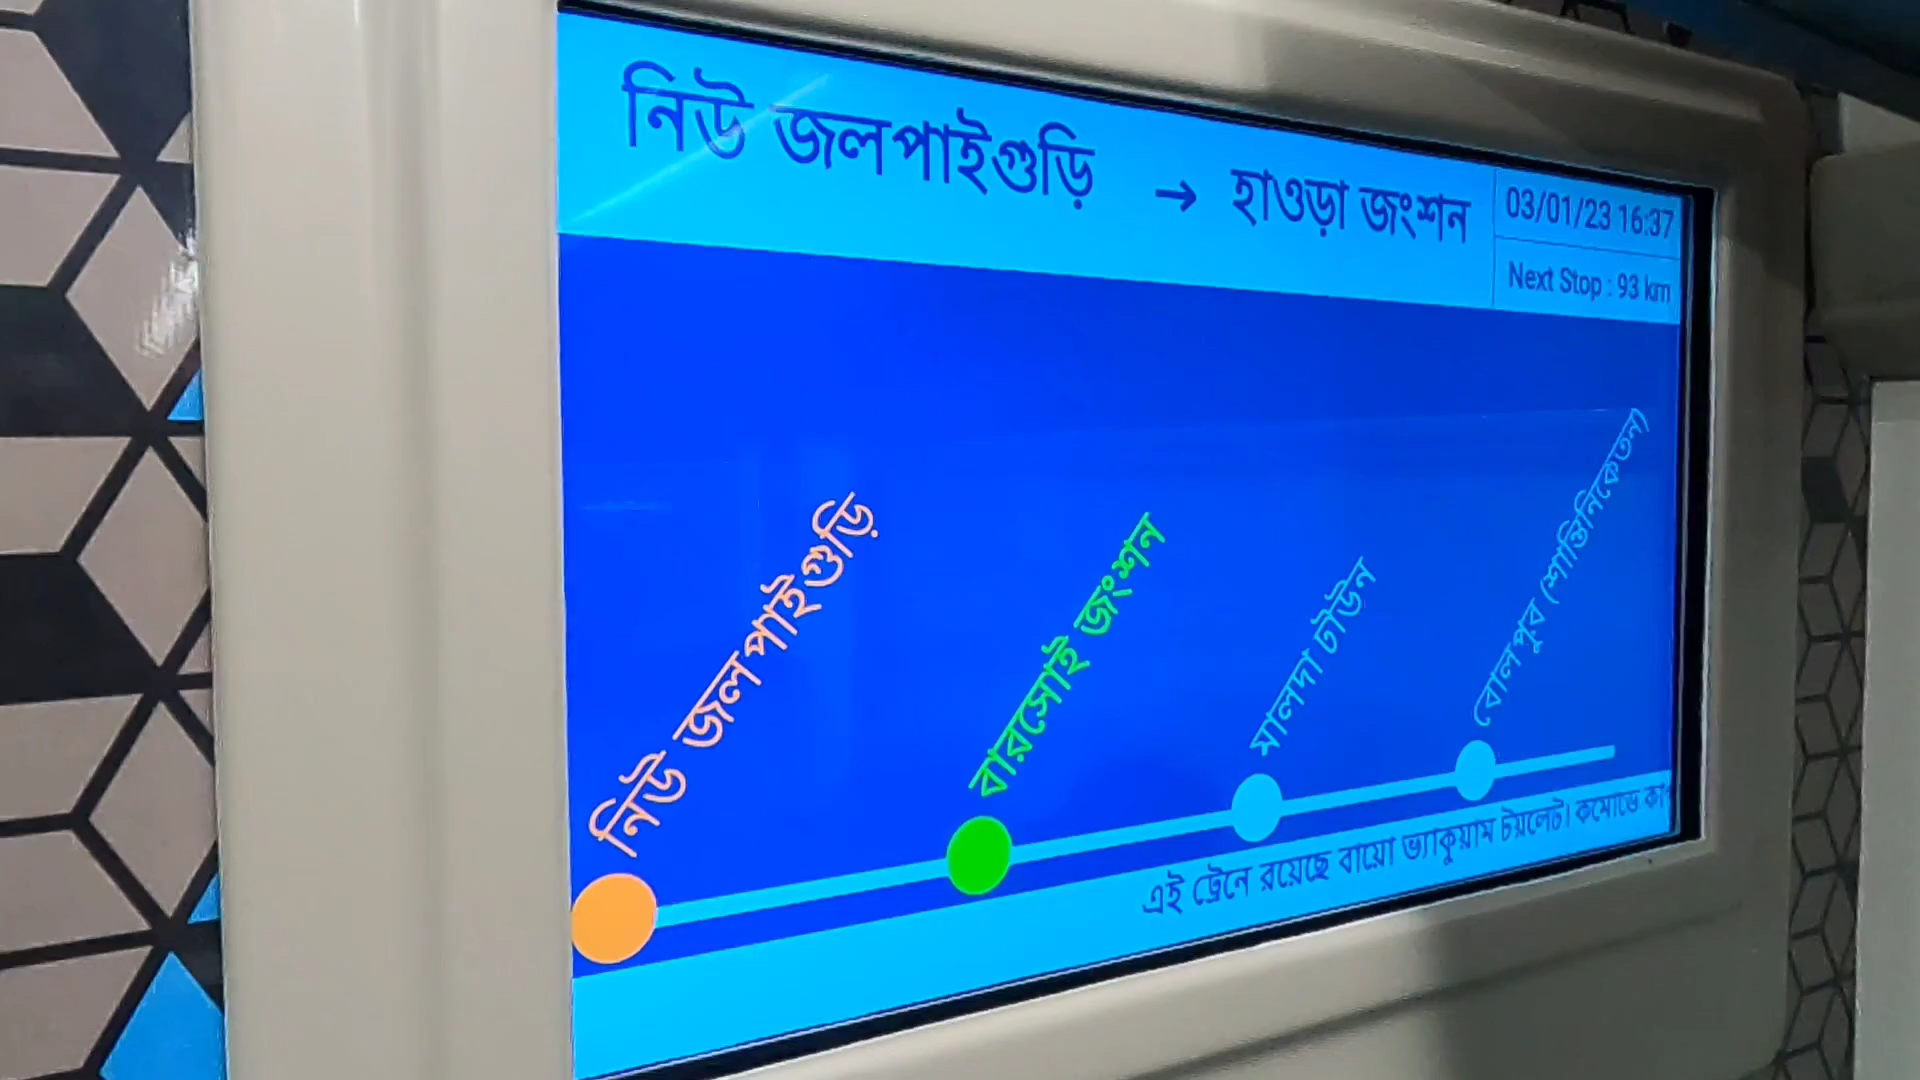 নিউ জলপাইগুড়ি → হাওড়া জংশন
03/01/23 16:37
Next Stop : 93 km
নিউ জলপাইগুড়ি
বারসোই জংশন
মালদা টাউন
বোলপুর (শান্তিনিকেতন)
এই ট্রেনে রয়েছে বায়ো ভ্যাকুয়াম টয়লেট। কমোডে